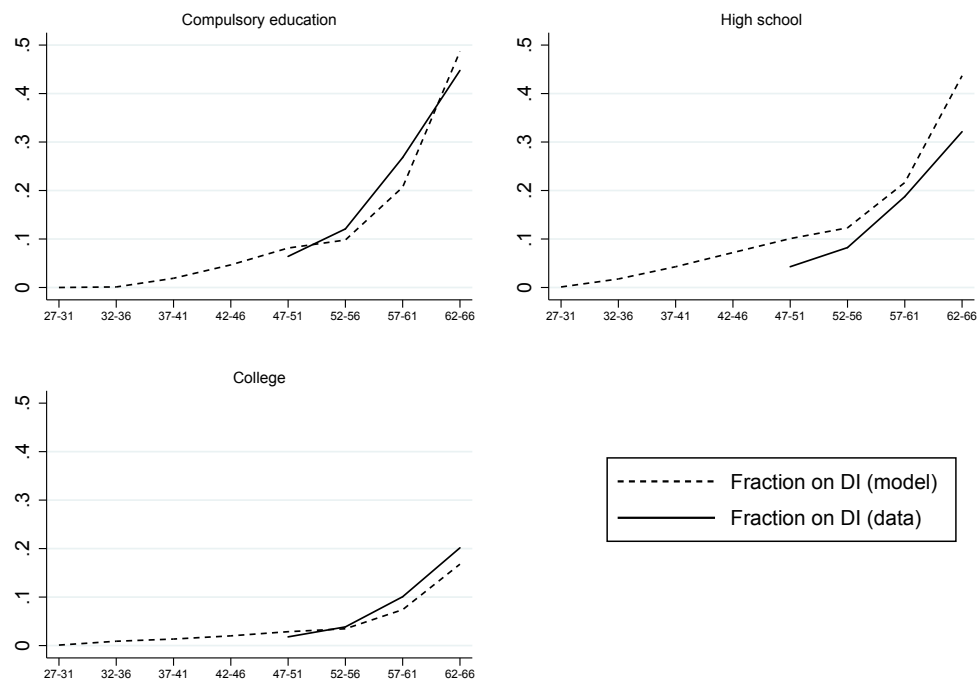 Compulsory education
.5
.4
.3
.2
.1
0
27-31 32-36 37-41 42-46 47-51 52-56 57-61 62-66
High school
.5
.4
.3
.2
.1
0
27-31 32-36 37-41 42-46 47-51 52-56 57-61 62-66
College
.5
.4
.3
.2
.1
0
27-31 32-36 37-41 42-46 47-51 52-56 57-61 62-66
Fraction on DI (model)
Fraction on DI (data)